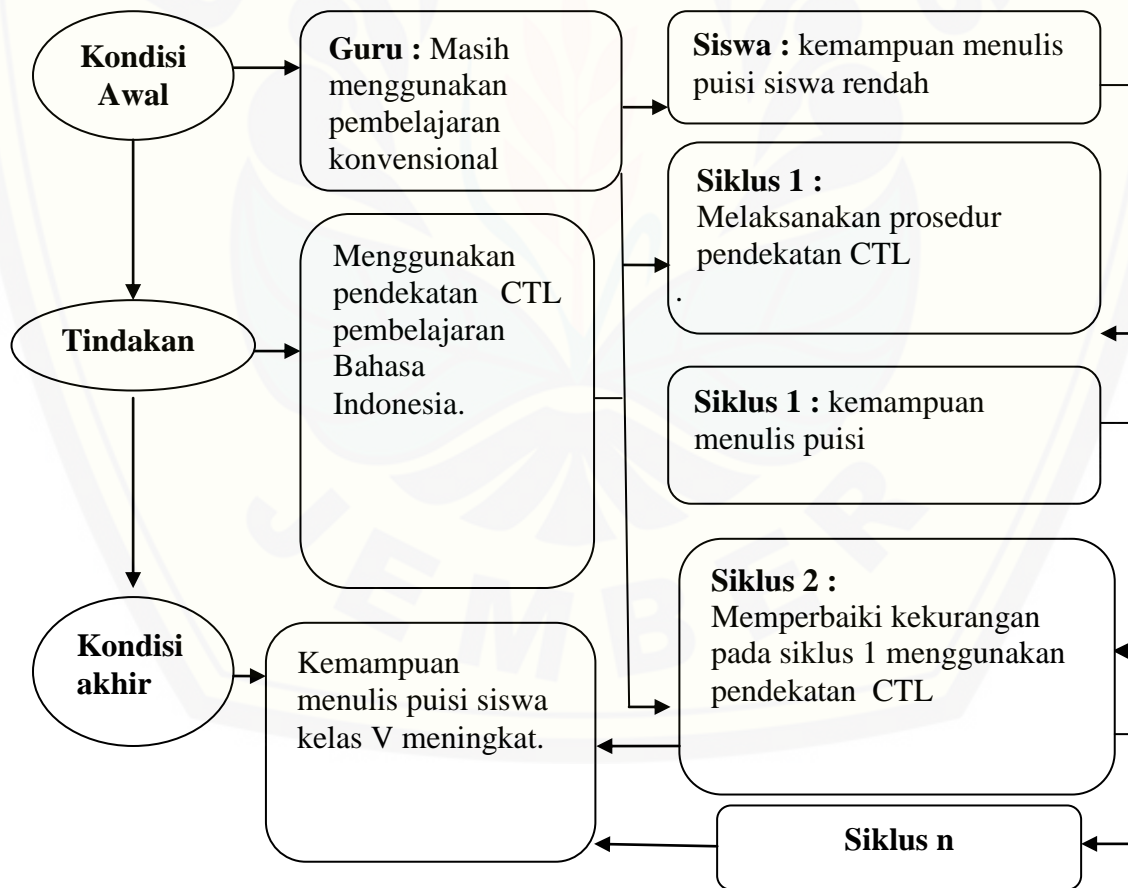 Kondisi
Awal
Guru : Masih
menggunakan
pembelajaran
konvensional
Siswa : kemampuan menulis
puisi siswa rendah
Siklus 1 :
Melaksanakan prosedur
pendekatan CTL
.
Tindakan
Menggunakan
pendekatan CTL
pembelajaran
Bahasa
Indonesia.
Siklus 1 : kemampuan
menulis puisi
Siklus 2 :
Memperbaiki kekurangan
pada siklus 1 menggunakan
pendekatan CTL
Kondisi
akhir
Kemampuan
menulis puisi siswa
kelas V meningkat.
Siklus n
JEMBER